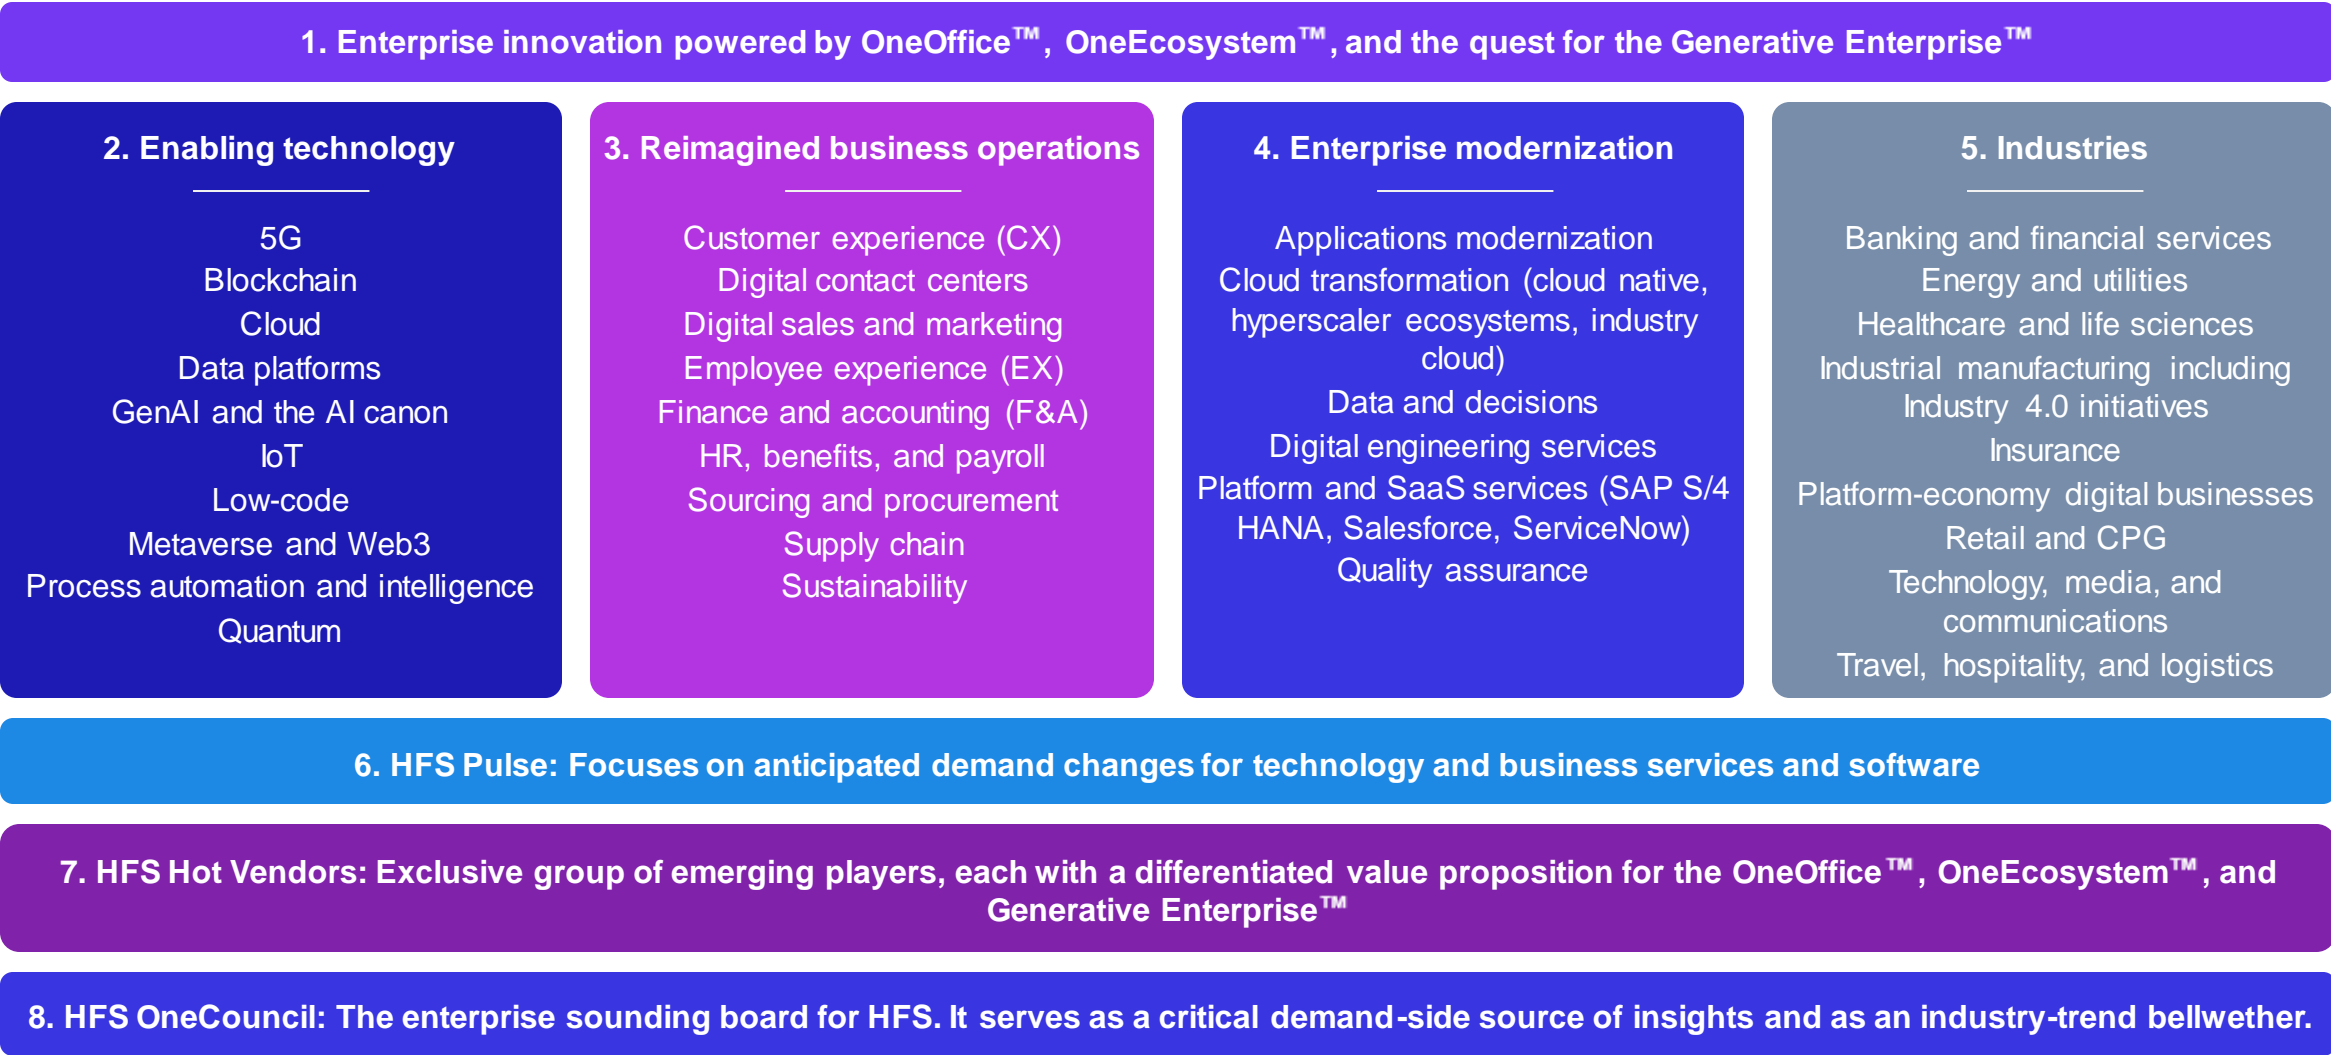 1. Enterprise innovation powered by OneOffice™, OneEcosystem™, and the quest for the Generative Enterprise™
2. Enabling technology
5G
Blockchain
Cloud
Data platforms
GenAI and the AI canon
IoT
Low-code
Metaverse and Web3
Process automation and intelligence
Quantum
3. Reimagined business operations
Customer experience (CX)
Digital contact centers
Digital sales and marketing
Employee experience (EX)
Finance and accounting (F&A)
HR, benefits, and payroll
Sourcing and procurement
Supply chain
Sustainability
4. Enterprise modernization
Applications modernization
Cloud transformation (cloud native,
hyperscaler ecosystems, industry
cloud)
Data and decisions
Digital engineering services
Platform and SaaS services (SAP S/4
HANA, Salesforce, ServiceNow)
Quality assurance
5. Industries
Banking and financial services
Energy and utilities
Healthcare and life sciences
Industrial manufacturing including
Industry 4.0 initiatives
Insurance
Platform-economy digital businesses
Retail and CPG
Technology, media, and
communications
Travel, hospitality, and logistics
6. HFS Pulse: Focuses on anticipated demand changes for technology and business services and software
7. HFS Hot Vendors: Exclusive group of emerging players, each with a differentiated value proposition for the OneOffice™, OneEcosystem™, and
Generative Enterprise™
8. HFS OneCouncil: The enterprise sounding board for HFS. It serves as a critical demand-side source of insights and as an industry-trend bellwether.